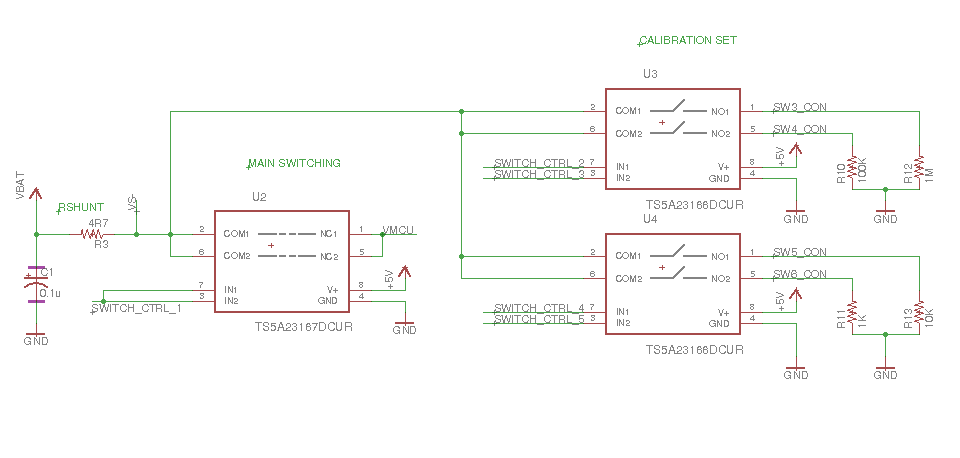 CALIBRATION SET
U3
2 COM1 NO1 1 SW3_CON
6 COM2 NO2 5 SW4_CON
SWITCH_CTRL_2 7 IN1 V+ 8 +5V
SWITCH_CTRL_3 3 IN2 GND 4
R10 100K R12 1M
TS5A23166DCUR
GND GND
MAIN SWITCHING
VBAT
RSHUNT
VS-
U2
4R7
R3
2 COM1 NC1 1 VMCU
6 COM2 NC2 5
C1
0.1u
7 IN1 V+ 8 +5V
3 IN2 GND 4
SWITCH_CTRL_1
TS5A23167DCUR
GND
GND
U4
2 COM1 NO1 1 SW5_CON
6 COM2 NO2 5 SW6_CON
SWITCH_CTRL_4 7 IN1 V+ 8 +5V
SWITCH_CTRL_5 3 IN2 GND 4
R11 1K R13 10K
TS5A23166DCUR
GND GND